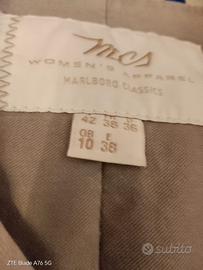 mcs
WOMEN'S APPAREL
MARLBORO CLASSICS
42 38 36
GB E
10 38
ZTE Blade A76 5G
subito